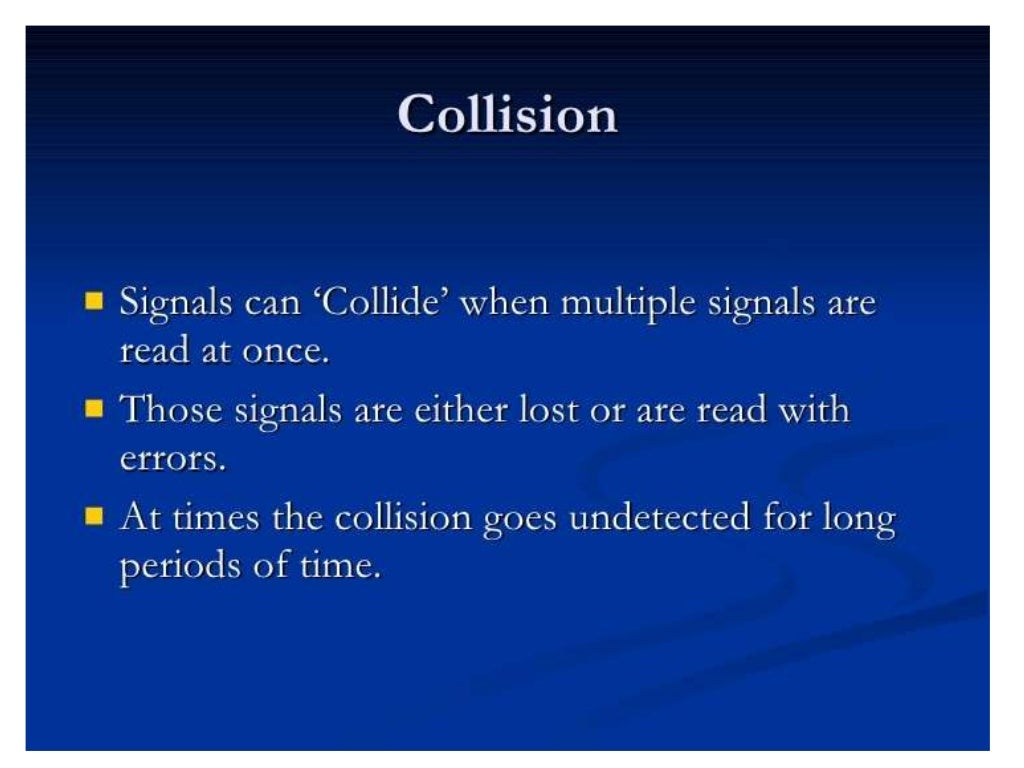 Collision
Signals can ‘Collide’ when multiple signals are
read at once.
Those signals are either lost or are read with
errors.
At times the collision goes undetected for long
periods of time.